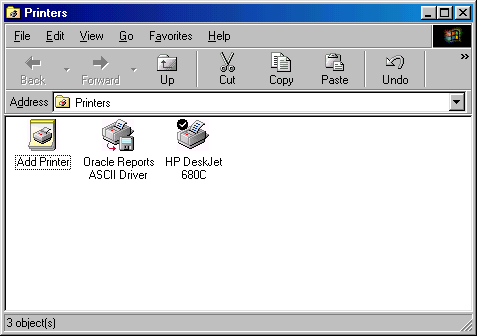 Printers
File Edit View Go Favorites Help
Back Forward Up Cut Copy Paste Undo »
Address Printers
Add Printer Oracle Reports HP DeskJet
ASCII Driver 680C
3 object(s)